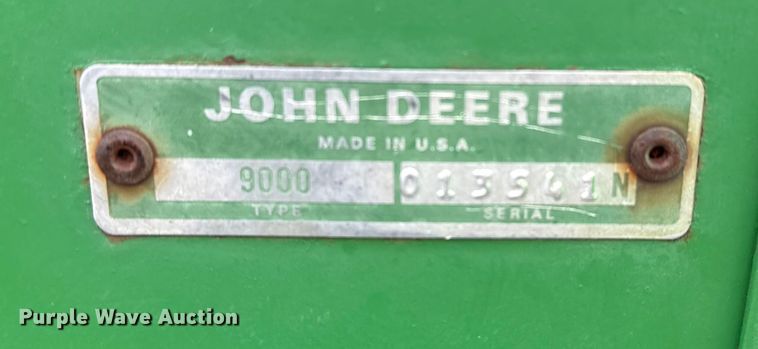 JOHN DEERE
MADE IN U.S.A.
9000 013541N
TYPE SERIAL
Purple Wave Auction